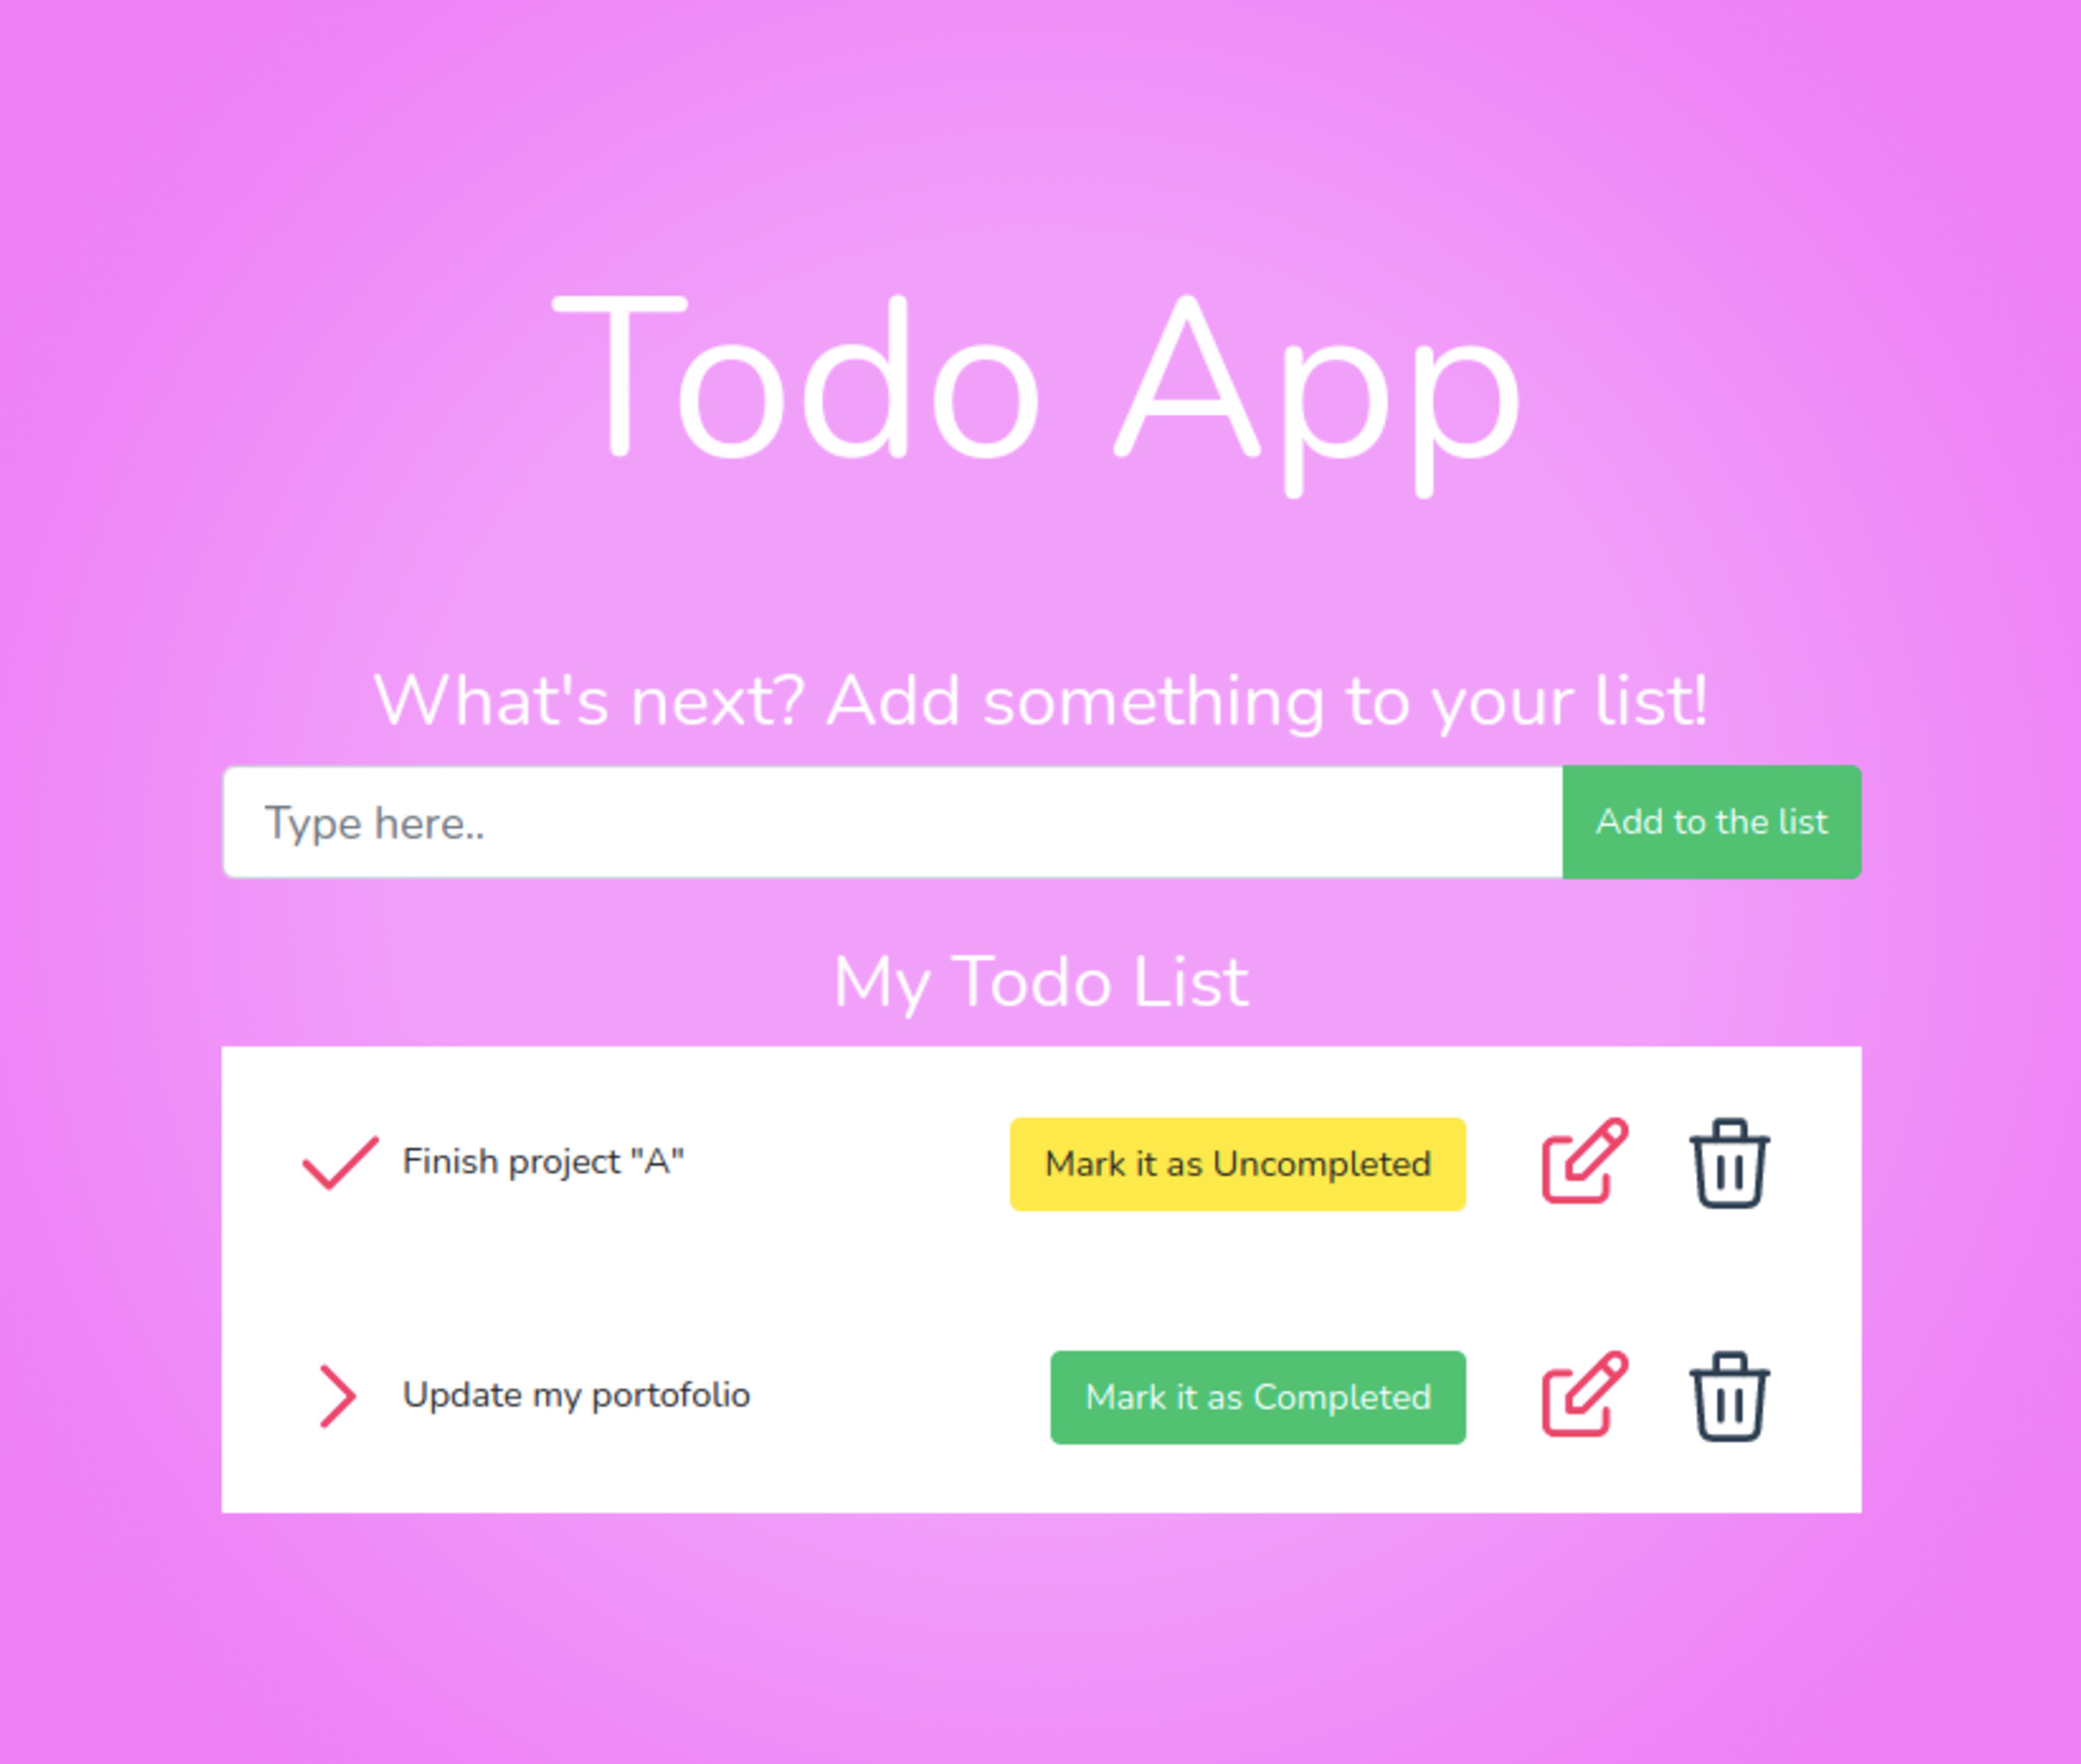 Todo App
What's next? Add something to your list!
Type here..
Add to the list
My Todo List
Finish project "A"
Mark it as Uncompleted
Update my portofolio
Mark it as Completed